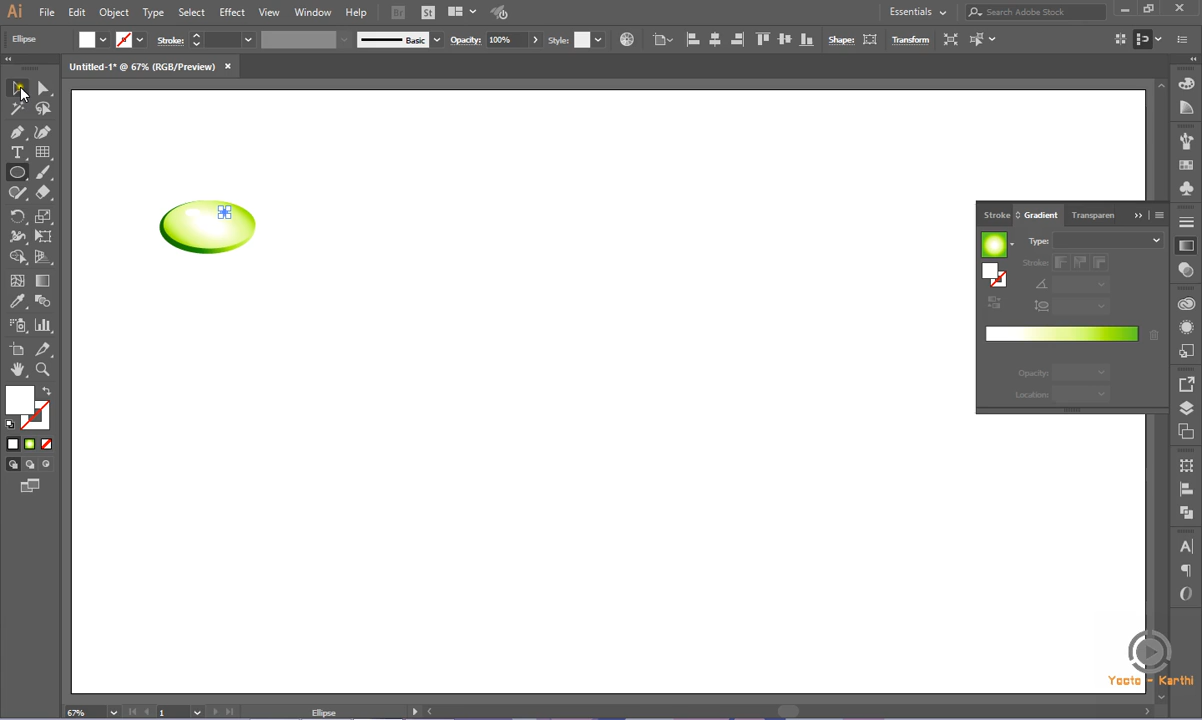 Ai File Edit Object Type Select Effect View Window Help Br St Essentials Search Adobe Stock
Ellipse Stroke: Basic Opacity: 100% Style: Shape: Transform
Untitled-1* @ 67% (RGB/Preview) ×
Stroke Gradient Transparen
Type:
Stroke:
Opacity:
Location:
Yooto - Karthi
67% 1 Ellipse